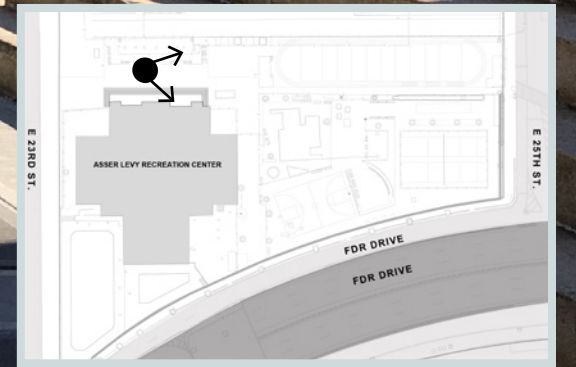 E 23RD ST.
ASSER LEVY RECREATION CENTER
E 25TH ST.
FDR DRIVE
FDR DRIVE